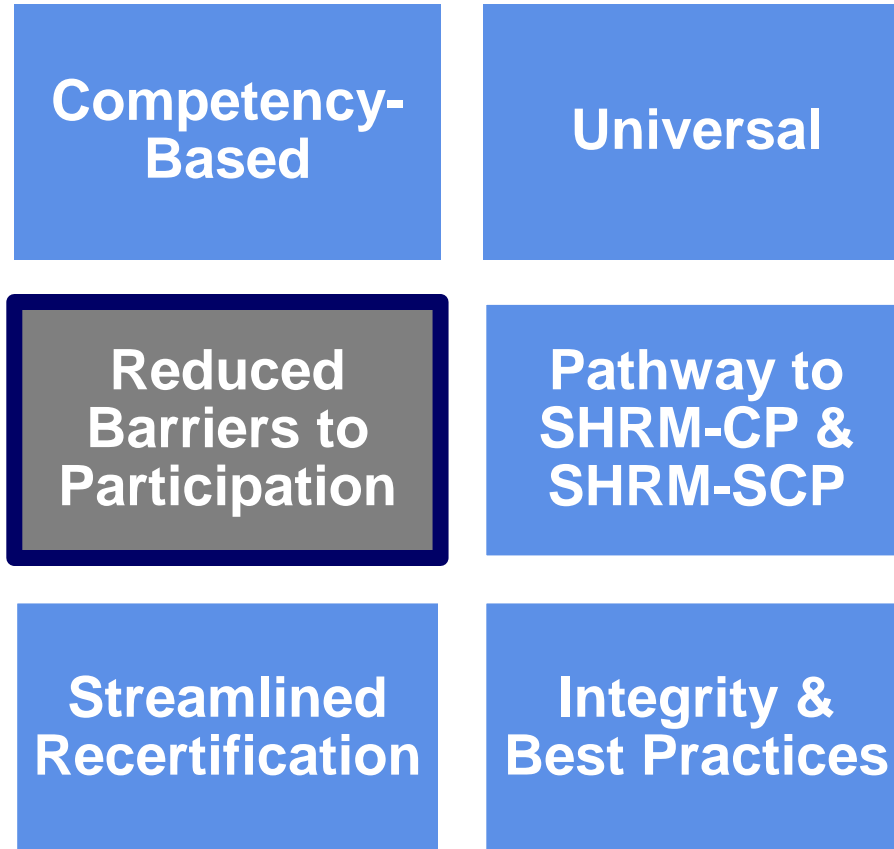 Competency-
Based
Universal
Reduced
Barriers to
Participation
Pathway to
SHRM-CP &
SHRM-SCP
Streamlined
Recertification
Integrity &
Best Practices